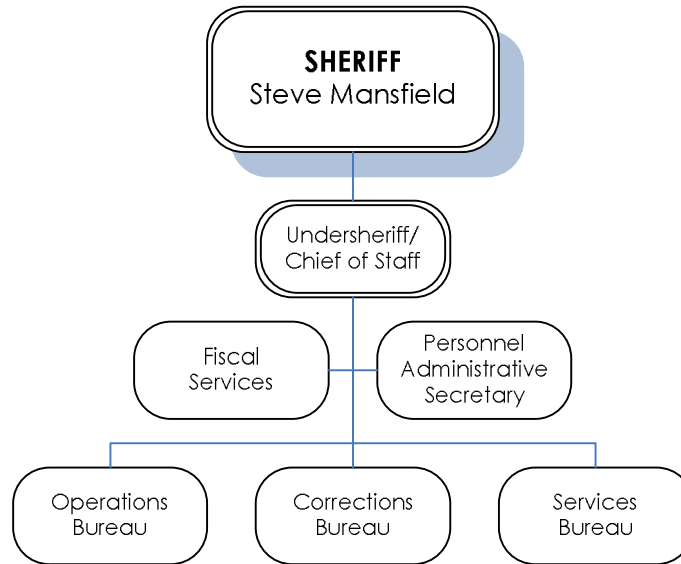 SHERIFF
Steve Mansfield
Undersheriff/
Chief of Staff
Fiscal
Services
Personnel
Administrative
Secretary
Operations
Bureau
Corrections
Bureau
Services
Bureau